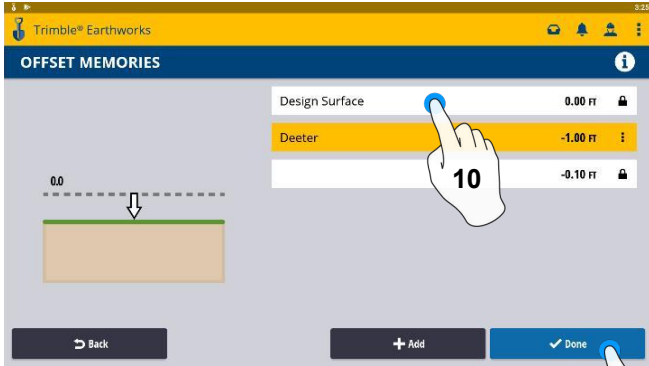 3:25
Trimble® Earthworks
OFFSET MEMORIES
Design Surface 0.00 FT
Deeter -1.00 FT
-0.10 FT
10
0.0
Back
Add
Done